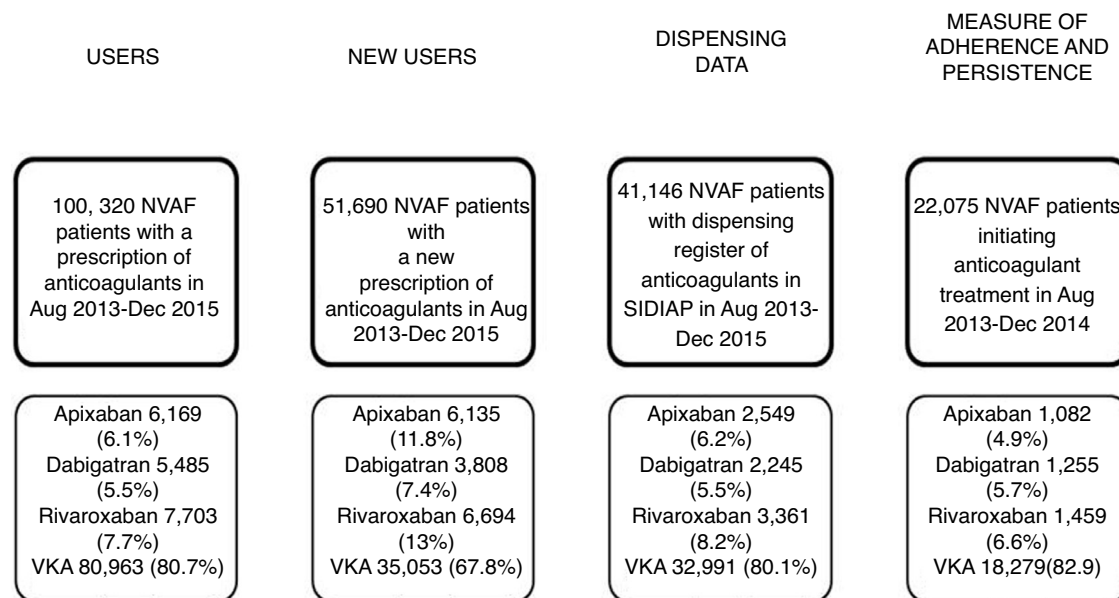 USERS
NEW USERS
DISPENSING
DATA
MEASURE OF
ADHERENCE AND
PERSISTENCE
100, 320 NVAF
patients with a
prescription of
anticoagulants in
Aug 2013-Dec 2015
51,690 NVAF patients
with
a new
prescription of
anticoagulants in Aug
2013-Dec 2015
41,146 NVAF patients
with dispensing
register of
anticoagulants in
SIDIAP in Aug 2013-
Dec 2015
22,075 NVAF patients
initiating
anticoagulant
treatment in Aug
2013-Dec 2014
Apixaban 6,169
(6.1%)
Dabigatran 5,485
(5.5%)
Rivaroxaban 7,703
(7.7%)
VKA 80,963 (80.7%)
Apixaban 6,135
(11.8%)
Dabigatran 3,808
(7.4%)
Rivaroxaban 6,694
(13%)
VKA 35,053 (67.8%)
Apixaban 2,549
(6.2%)
Dabigatran 2,245
(5.5%)
Rivaroxaban 3,361
(8.2%)
VKA 32,991 (80.1%)
Apixaban 1,082
(4.9%)
Dabigatran 1,255
(5.7%)
Rivaroxaban 1,459
(6.6%)
VKA 18,279(82.9)